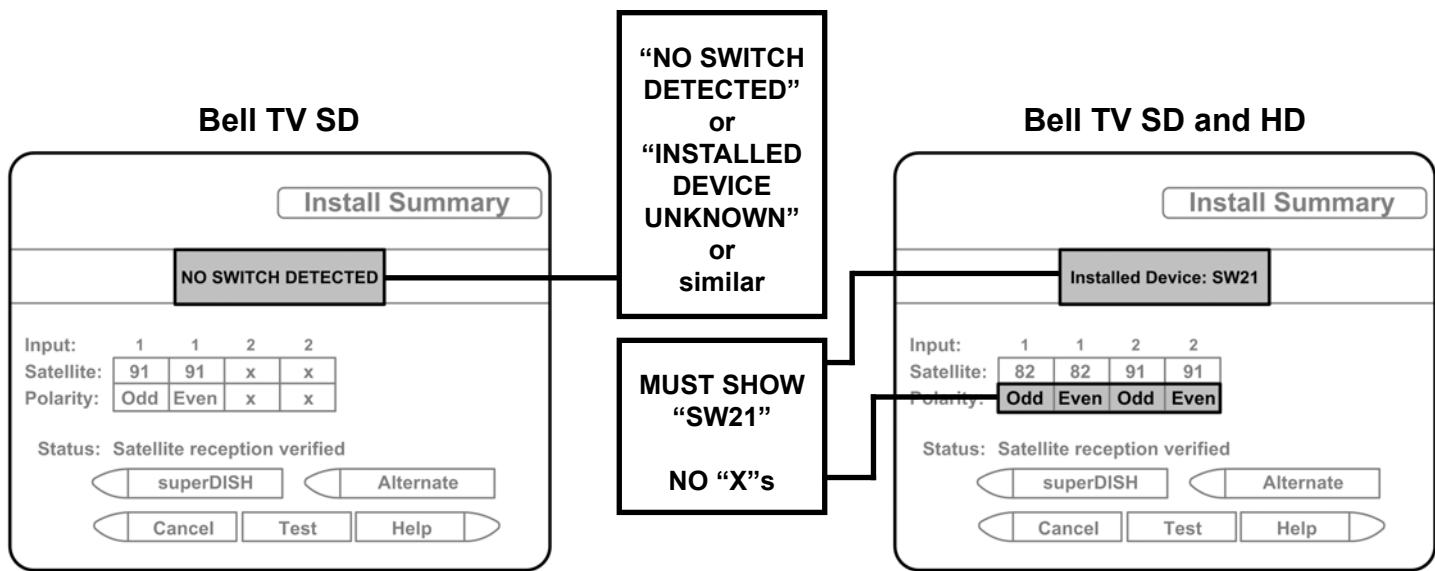 Bell TV SD
Install Summary
NO SWITCH DETECTED
Input: 1 1 2 2
Satellite: 91 91 x x
Polarity: Odd Even x x
Status: Satellite reception verified
superDISH Alternate
Cancel Test Help
“NO SWITCH
DETECTED”
or
“INSTALLED
DEVICE
UNKNOWN”
or
similar
MUST SHOW
“SW21”
NO “X”s
Bell TV SD and HD
Install Summary
Installed Device: SW21
Input: 1 1 2 2
Satellite: 82 82 91 91
Polarity: Odd Even Odd Even
Status: Satellite reception verified
superDISH Alternate
Cancel Test Help